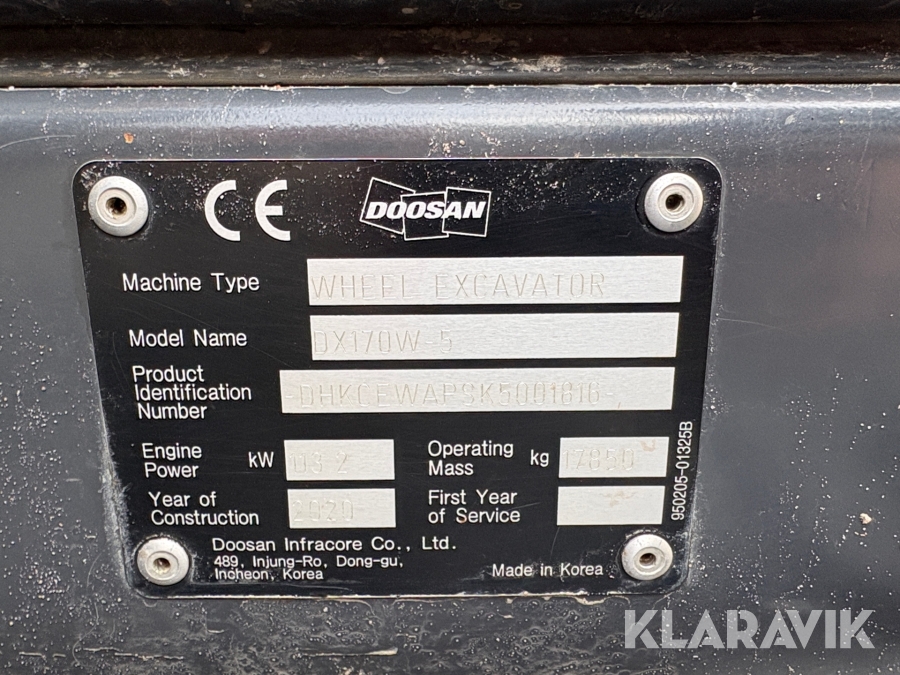 CE DOOSAN
Machine Type WHEEL EXCAVATOR
Model Name DX170W-5
Product
Identification
Number
Engine
Power kW
Operating
Mass kg 17850
Year of
Construction 2020
First Year
of Service
Doosan Infracore Co., Ltd.
489, Injung-Ro, Dong-gu,
Incheon, Korea
Made in Korea
950205-01325B
KLARAVIK